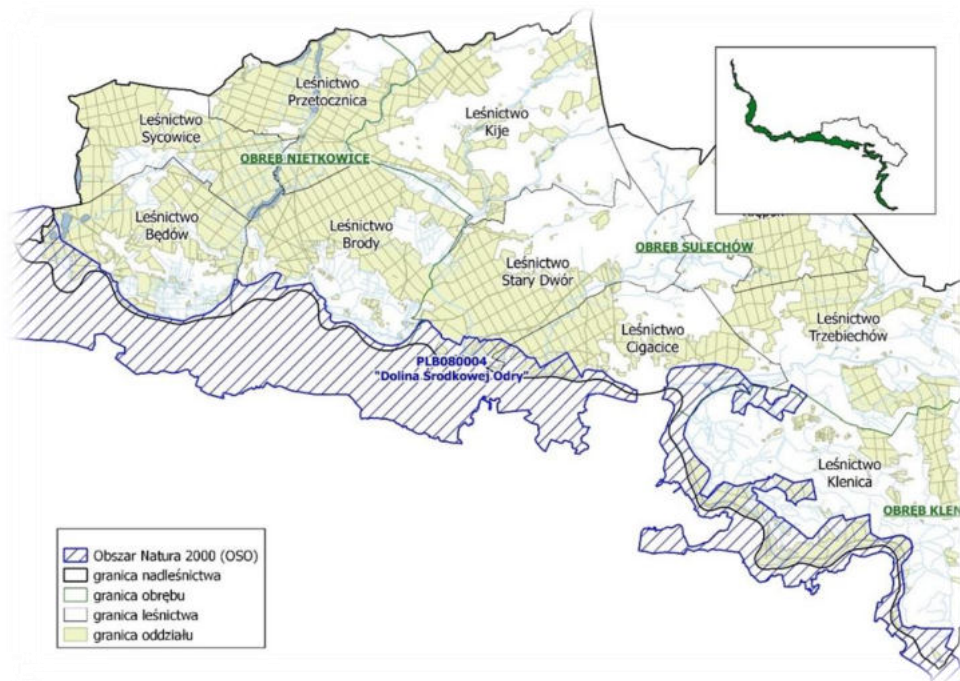 Leśnictwo
Przetocznica
Leśnictwo
Sycowice
Leśnictwo
Kije
OBRĘB NIETKOWICE
Leśnictwo
Będów
Leśnictwo
Brody
OBRĘB SULECHÓW
Leśnictwo
Stary Dwór
Leśnictwo
Cigacice
Leśnictwo
Trzebiechów
PLB080004
"Dolina Środkowej Odry"
Leśnictwo
Klenica
OBRĘB KLEN
Obszar Natura 2000 (OSO)
granica nadleśnictwa
granica obrębu
granica leśnictwa
granica oddziału